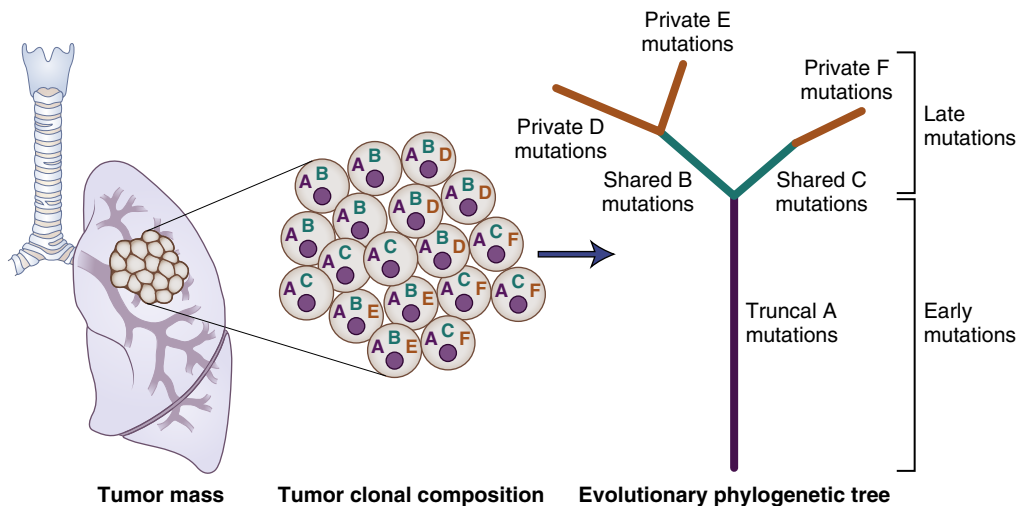 Private E
mutations
Private F
mutations
Private D
mutations
Late
mutations
Shared B
mutations
Shared C
mutations
A B
A B
A B D
A B
A B D
A B D
A B
A C
A C
A B D
A C F
A C
A B E
A B E
A C F
A C F
A B E
A C F
Truncal A
mutations
Early
mutations
Tumor mass
Tumor clonal composition
Evolutionary phylogenetic tree